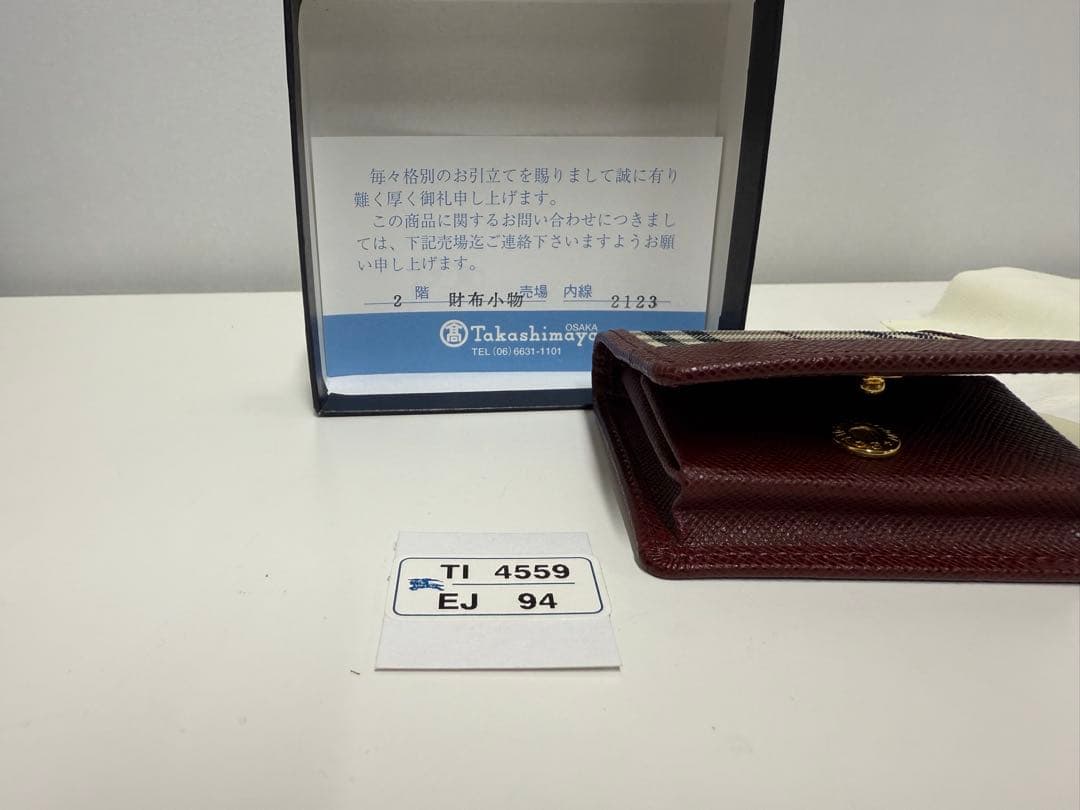 毎々格別のお引立てを賜りまして誠に有り
難く厚く御礼申し上げます。
この商品に関するお問い合わせにつきまし
ては、下記売場迄ご連絡下さいますようお願
い申し上げます。
2 階 財布小物 売場 内線 2123
髙 Takashimaya OSAKA
TEL (06) 6631-1101
TI 4559
EJ 94